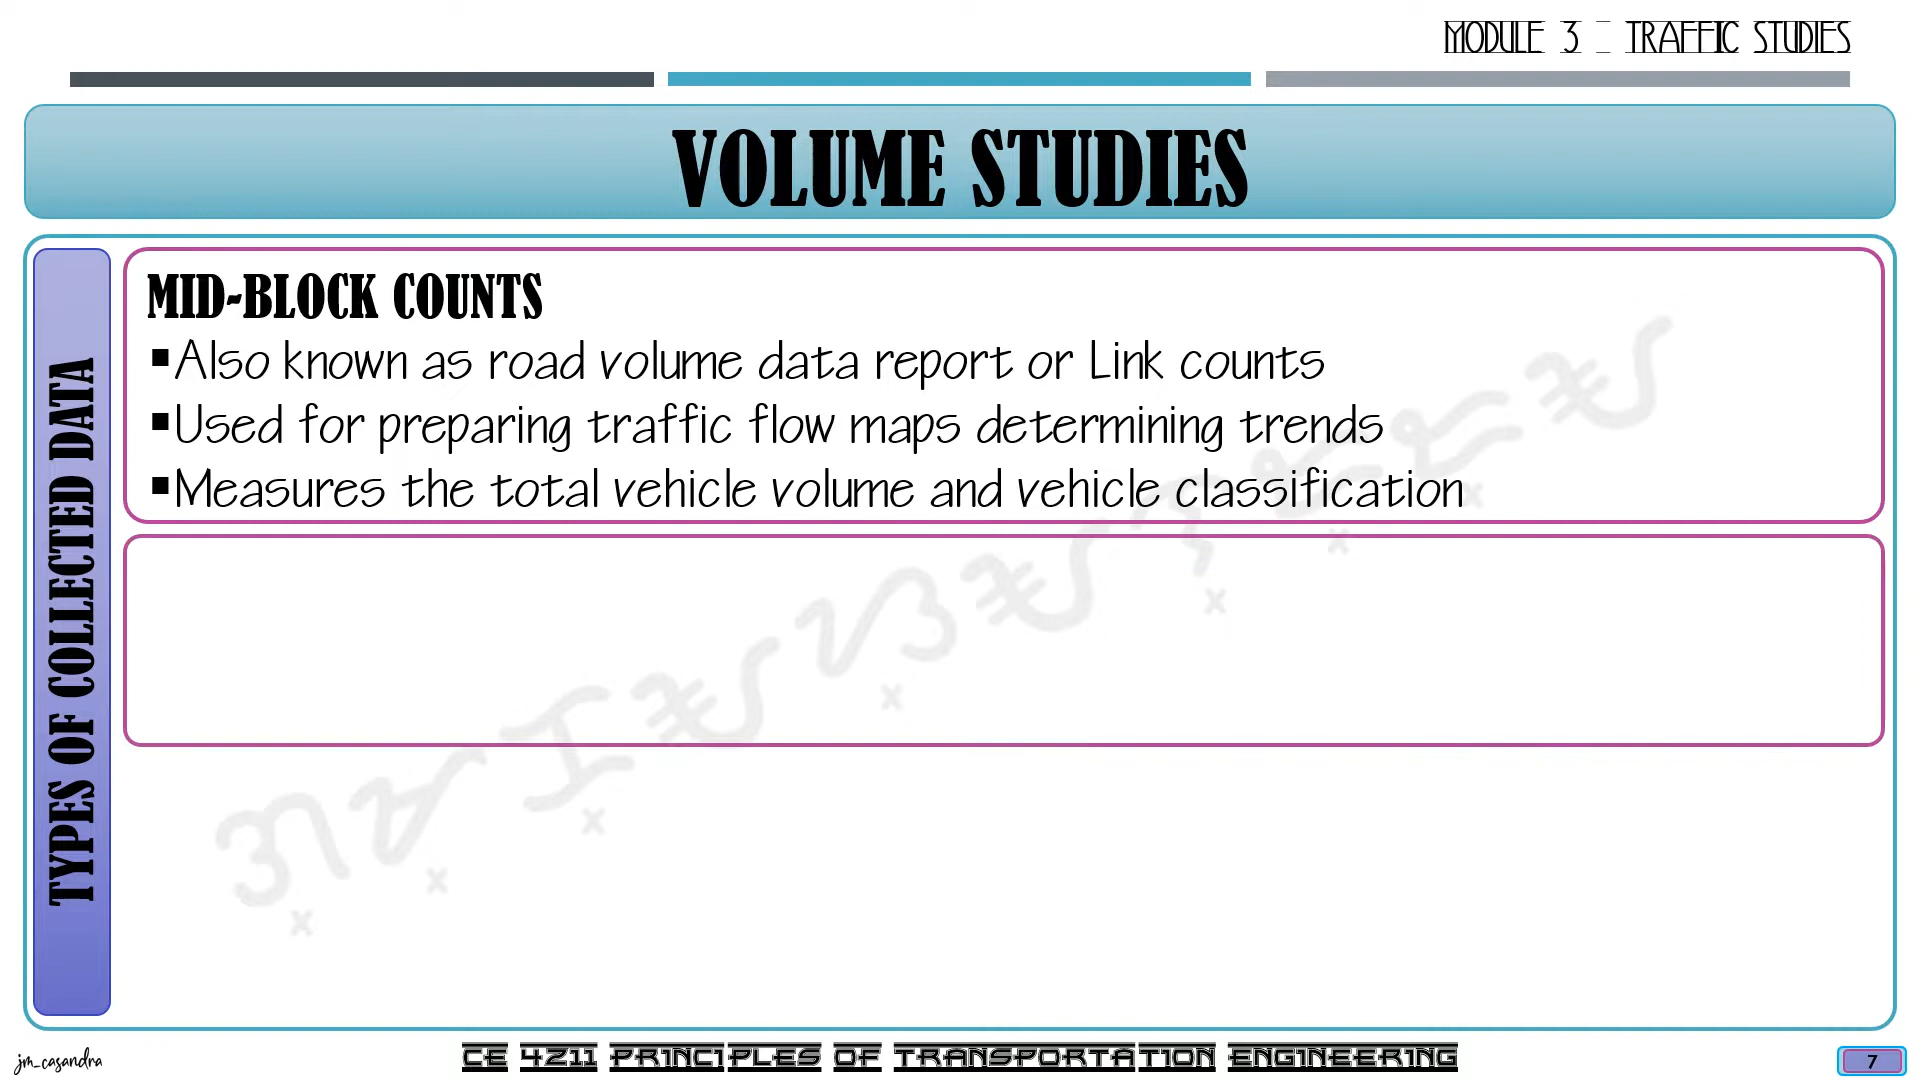 MODULE 3 – TRAFFIC STUDIES
VOLUME STUDIES
TYPES OF COLLECTED DATA
MID-BLOCK COUNTS
▪Also known as road volume data report or Link counts
▪Used for preparing traffic flow maps determining trends
▪Measures the total vehicle volume and vehicle classification
jm_casandra
CE 4211 PRINCIPLES OF TRANSPORTATION ENGINEERING
7